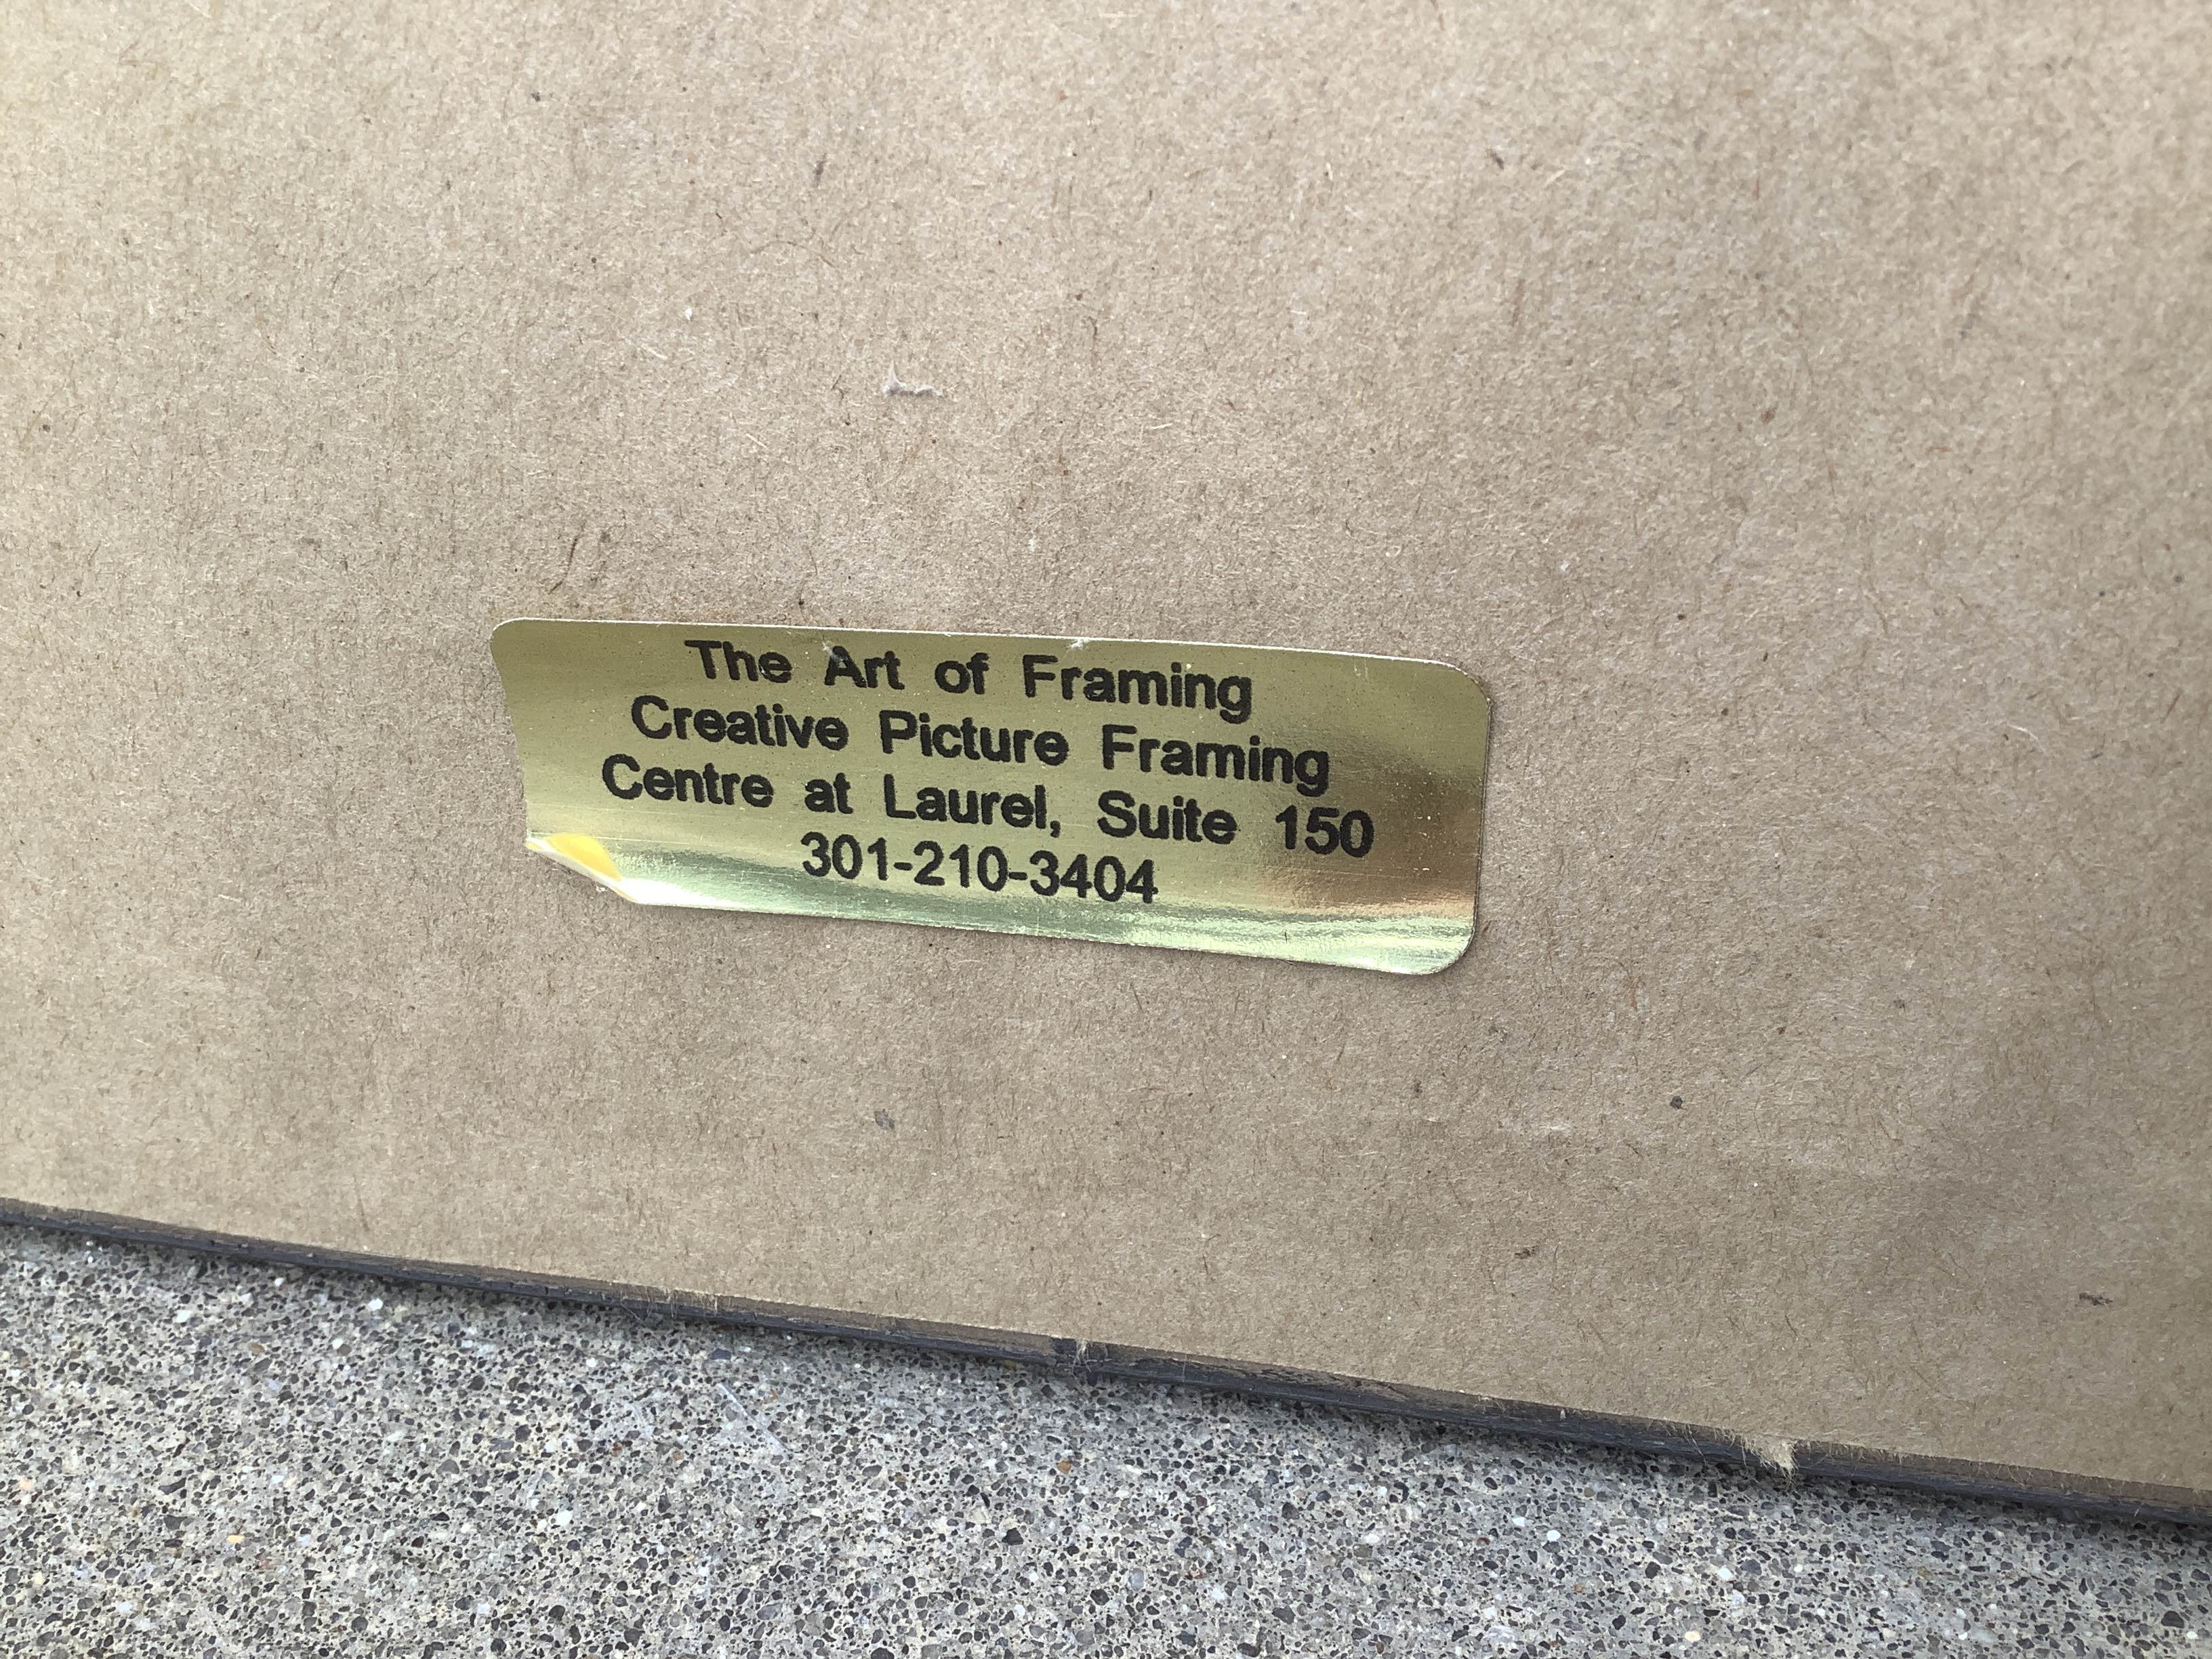 The Art of Framing
Creative Picture Framing
Centre at Laurel, Suite 150
301-210-3404